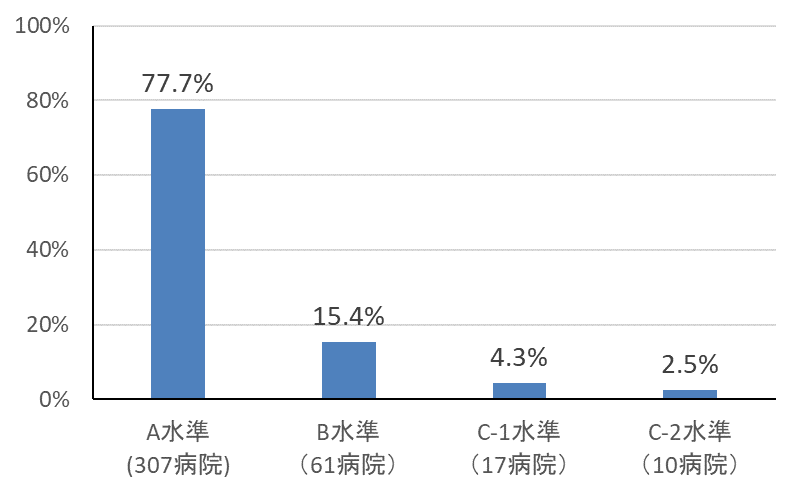 100%
80%
60%
40%
20%
0%
77.7%
15.4%
4.3%
2.5%
A水準
(307病院)
B水準
（61病院）
C-1水準
（17病院）
C-2水準
（10病院）